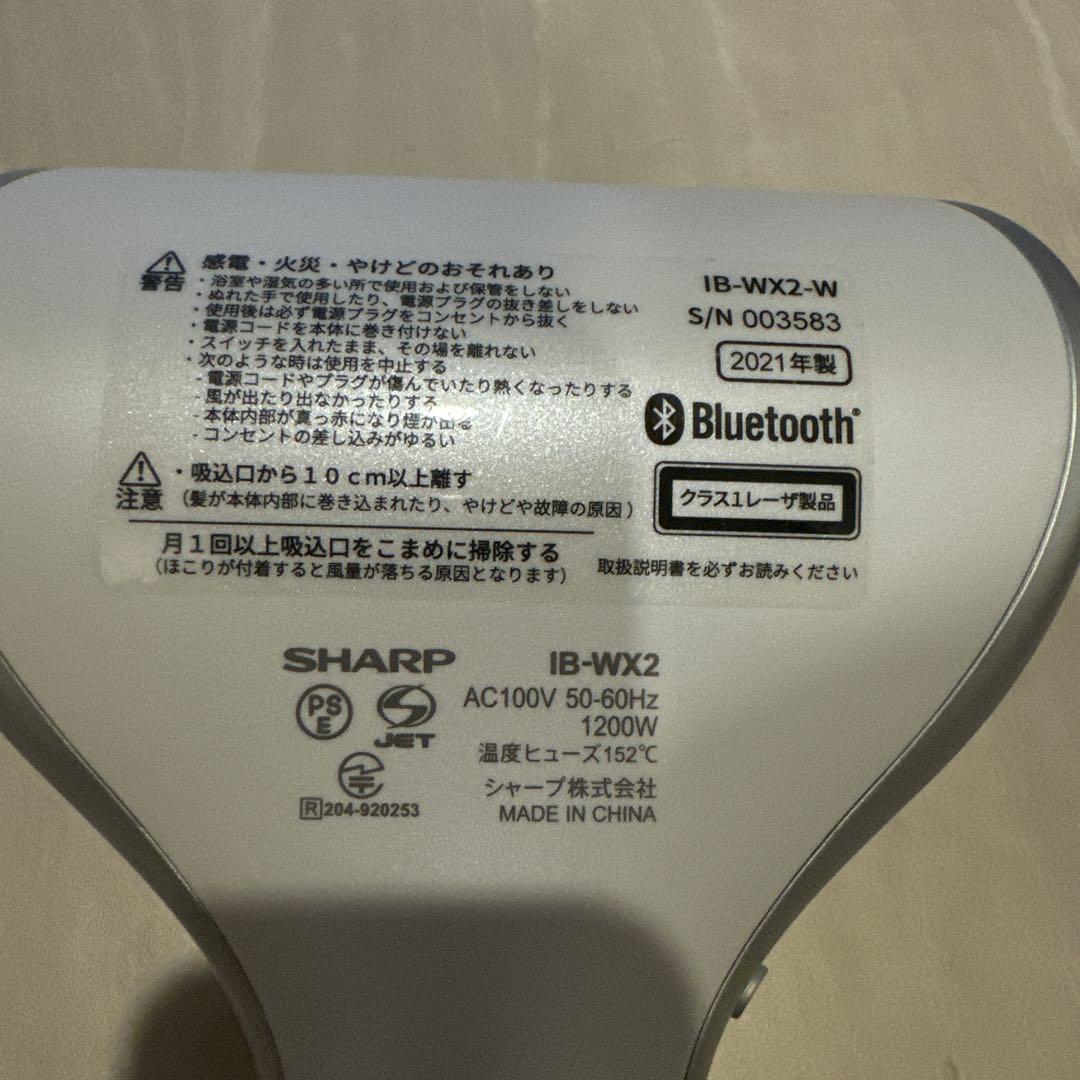 警告
感電・火災・やけどのおそれあり
・浴室や湿気の多い所で使用および保管をしない
・ぬれた手で使用したり、電源プラグの抜き差しをしない
・使用後は必ず電源プラグをコンセントから抜く
・電源コードを本体に巻き付けない
・スイッチを入れたまま、その場を離れない
・次のような時は使用を中止する
- 電源コードやプラグが傷んでいたり熱くなったりする
- 風が出たり出なかったりする
- 本体内部が真っ赤になり煙が出る
- コンセントの差し込みがゆるい
注意
・吸込口から10cm以上離す
（髪が本体内部に巻き込まれたり、やけどや故障の原因）
月1回以上吸込口をこまめに掃除する
（ほこりが付着すると風量が落ちる原因となります）
IB-WX2-W
S/N 003583
2021年製
Bluetooth®
クラス1レーザ製品
取扱説明書を必ずお読みください
SHARP
IB-WX2
PSE
JET
AC100V 50-60Hz
1200W
温度ヒューズ152℃
R 204-920253
シャープ株式会社
MADE IN CHINA